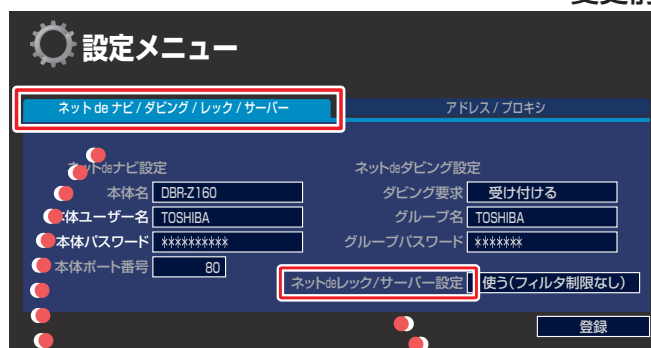 設定メニュー
ネット de ナビ / ダビング / レック / サーバー
アドレス / プロキシ
ネットdeナビ設定
ネットdeダビング設定
本体名 DBR-Z160
ダビング要求 受け付ける
本体ユーザー名 TOSHIBA
グループ名 TOSHIBA
本体パスワード **********
グループパスワード *******
本体ポート番号 80
ネットdeレック/サーバー設定 使う(フィルタ制限なし)
登録